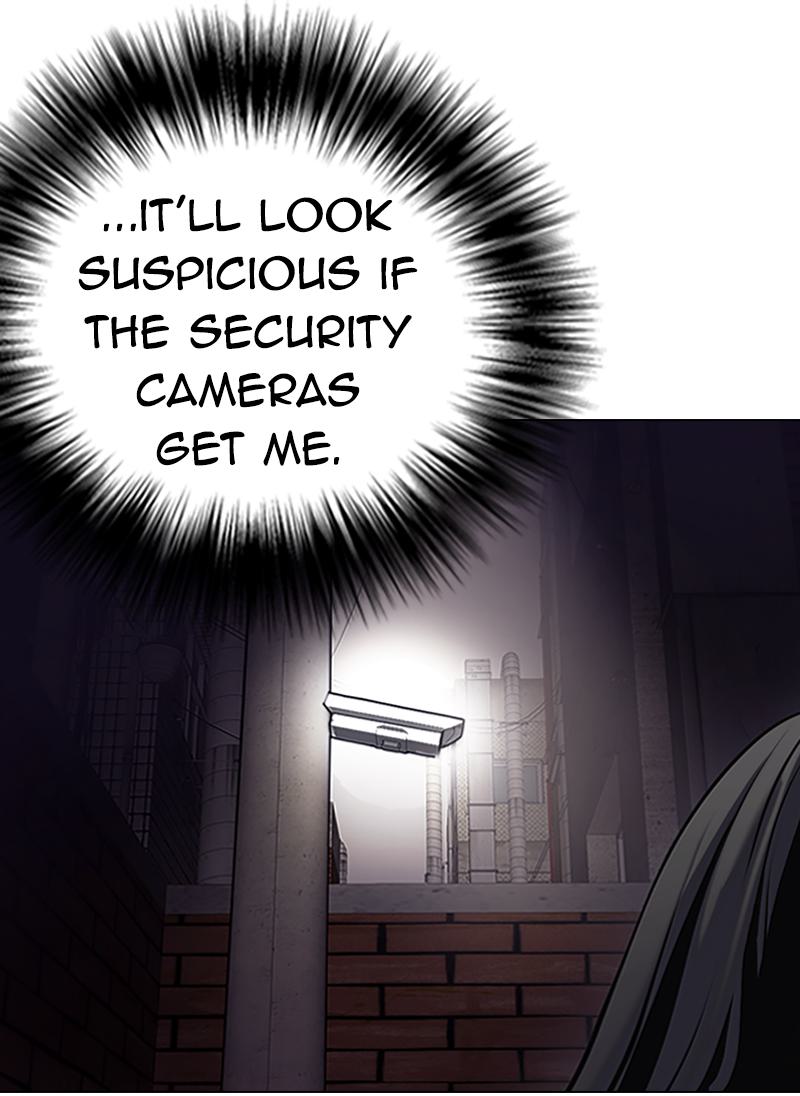 ...IT'LL LOOK
SUSPICIOUS IF
THE SECURITY
CAMERAS
GET ME.